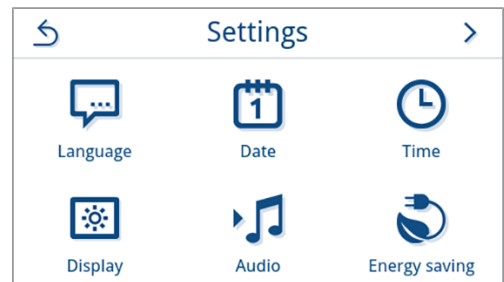 Settings
...
1
Language
Date
Time
Display
Audio
Energy saving